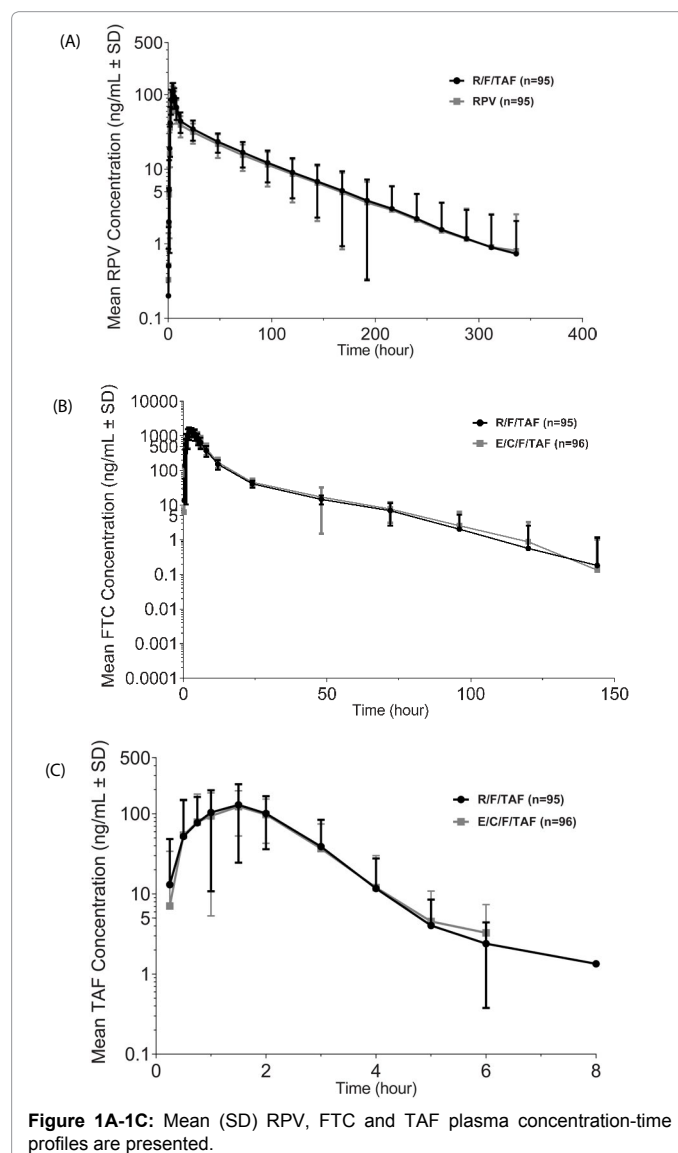 (A)
Mean RPV Concentration (ng/mL ± SD)
500
100
10
5
1
0.1
R/F/TAF (n=95)
RPV (n=95)
0 100 200 300 400
Time (hour)
(B)
Mean FTC Concentration (ng/mL ± SD)
10000
1000
500
100
10
5
1
0.1
0.01
0.001
0.0001
R/F/TAF (n=95)
E/C/F/TAF (n=96)
0 50 100 150
Time (hour)
(C)
Mean TAF Concentration (ng/mL ± SD)
500
100
10
5
1
0.1
R/F/TAF (n=95)
E/C/F/TAF (n=96)
0 2 4 6 8
Time (hour)
Figure 1A-1C: Mean (SD) RPV, FTC and TAF plasma concentration-time
profiles are presented.